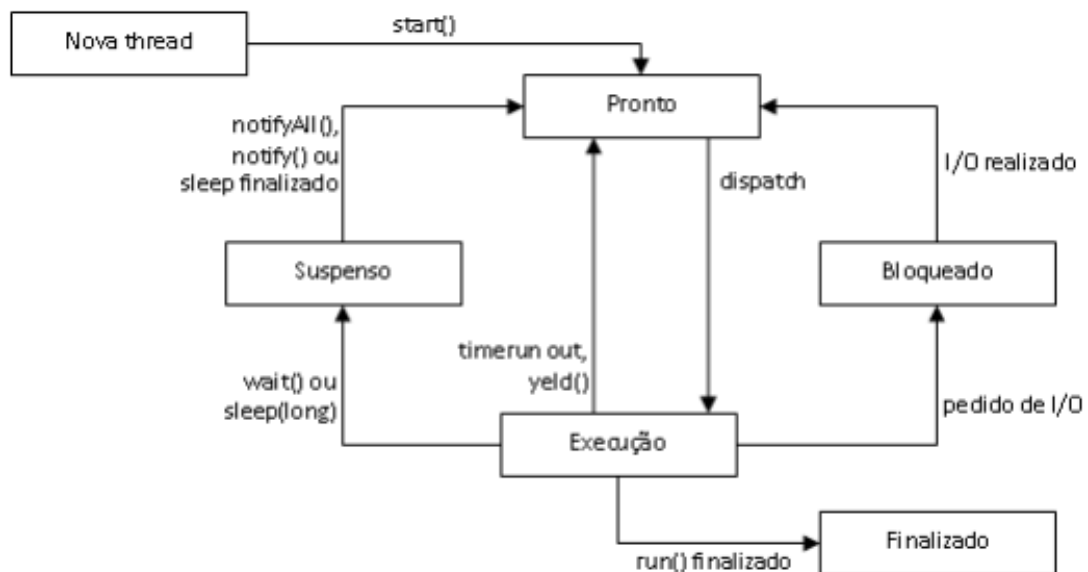 Nova thread
start()
Pronto
notifyAll(),
notify() ou
sleep finalizado
dispatch
I/O realizado
Suspenso
Bloqueado
timerun out,
yeld()
wait() ou
sleep(long)
pedido de I/O
Execução
Finalizado
run() finalizado